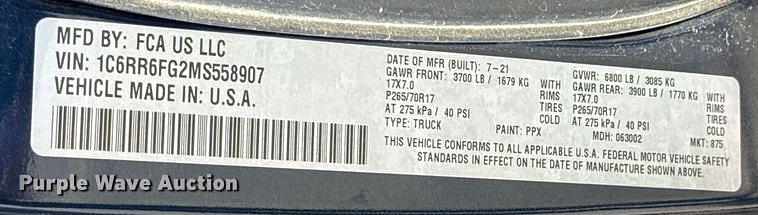 MFD BY: FCA US LLC
VIN: 1C6RR6FG2MS558907
VEHICLE MADE IN: U.S.A.
DATE OF MFR (BUILT): 7-21
GAWR FRONT: 3700 LB / 1679 KG WITH
17X7.0 RIMS
P265/70R17 TIRES
AT 275 kPa / 40 PSI COLD
TYPE: TRUCK
PAINT: PPX
GVWR: 6800 LB / 3085 KG
GAWR REAR: 3900 LB / 1770 KG WITH
17X7.0 RIMS
P265/70R17 TIRES
AT 275 kPa / 40 PSI COLD
MDH: 063002
MKT: 875
THIS VEHICLE CONFORMS TO ALL APPLICABLE U.S.A. FEDERAL MOTOR VEHICLE SAFETY
STANDARDS IN EFFECT ON THE DATE OF MANUFACTURE SHOWN ABOVE.
Purple Wave Auction